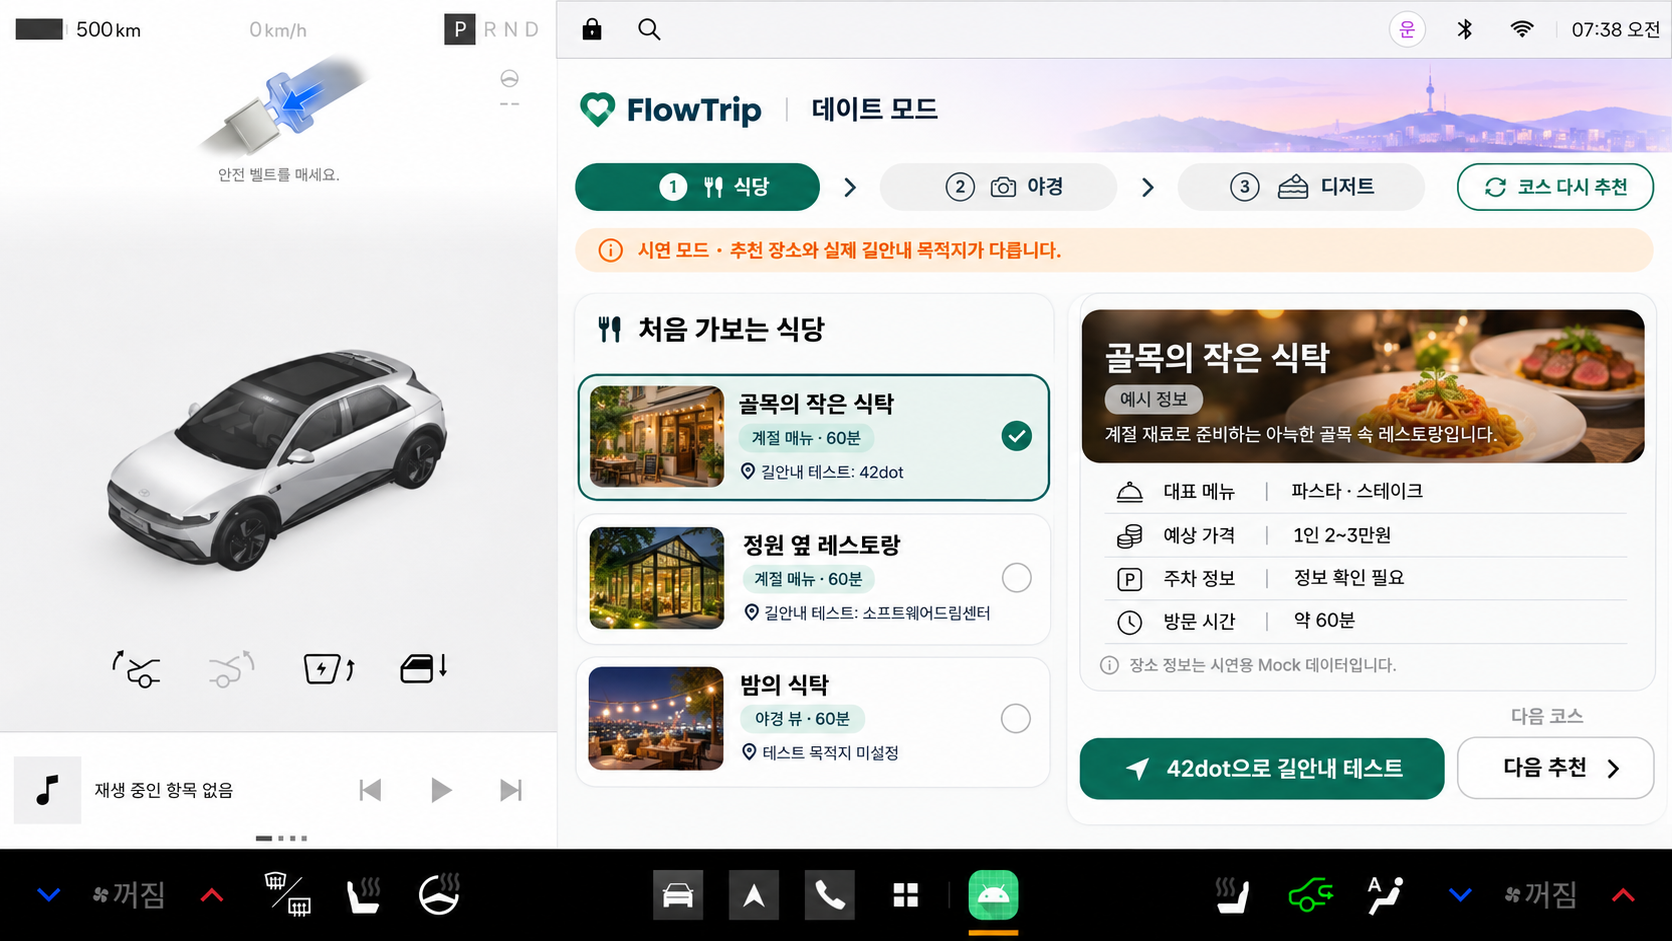 500km
0km/h
P R N D
운
07:38 오전
--
안전 벨트를 매세요.
FlowTrip
데이트 모드
1 식당
2 야경
3 디저트
코스 다시 추천
시연 모드 · 추천 장소와 실제 길안내 목적지가 다릅니다.
처음 가보는 식당
골목의 작은 식탁
계절 메뉴 · 60분
길안내 테스트: 42dot
정원 옆 레스토랑
계절 메뉴 · 60분
길안내 테스트: 소프트웨어드림센터
밤의 식탁
야경 뷰 · 60분
테스트 목적지 미설정
골목의 작은 식탁
예시 정보
계절 재료로 준비하는 아늑한 골목 속 레스토랑입니다.
대표 메뉴 | 파스타 · 스테이크
예상 가격 | 1인 2~3만원
P 주차 정보 | 정보 확인 필요
방문 시간 | 약 60분
장소 정보는 시연용 Mock 데이터입니다.
다음 코스
42dot으로 길안내 테스트
다음 추천
재생 중인 항목 없음
꺼짐
A
꺼짐